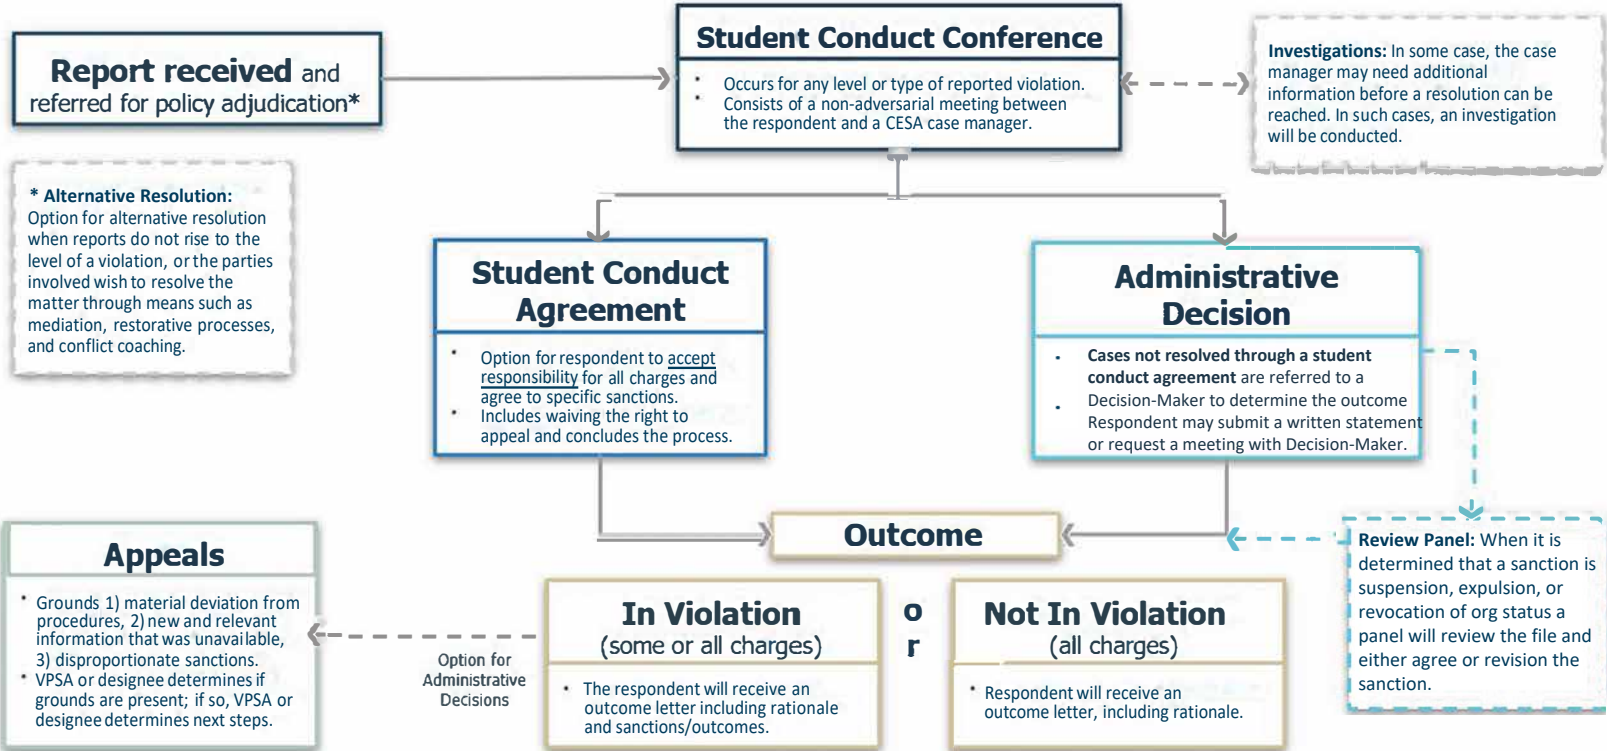 Report received and
referred for policy adjudication*
Student Conduct Conference
• Occurs for any level or type of reported violation.
• Consists of a non-adversarial meeting between
the respondent and a CESA case manager.
Investigations: In some case, the case
manager may need additional
information before a resolution can be
reached. In such cases, an investigation
will be conducted.
* Alternative Resolution:
Option for alternative resolution
when reports do not rise to the
level of a violation, or the parties
involved wish to resolve the
matter through means such as
mediation, restorative processes,
and conflict coaching.
Student Conduct
Agreement
• Option for respondent to accept
responsibility for all charges and
agree to specific sanctions.
• Includes waiving the right to
appeal and concludes the process.
Administrative
Decision
• Cases not resolved through a student
conduct agreement are referred to a
• Decision-Maker to determine the outcome
Respondent may submit a written statement
or request a meeting with Decision-Maker.
Outcome
Review Panel: When it is
determined that a sanction is
suspension, expulsion, or
revocation of org status a
panel will review the file and
either agree or revision the
sanction.
Appeals
• Grounds 1) material deviation from
procedures, 2) new and relevant
information that was unavailable,
3) disproportionate sanctions.
• VPSA or designee determines if
grounds are present; if so, VPSA or
designee determines next steps.
Option for
Administrative
Decisions
In Violation
(some or all charges)
• The respondent will receive an
outcome letter including rationale
and sanctions/outcomes.
o
r
Not In Violation
(all charges)
• Respondent will receive an
outcome letter, including rationale.